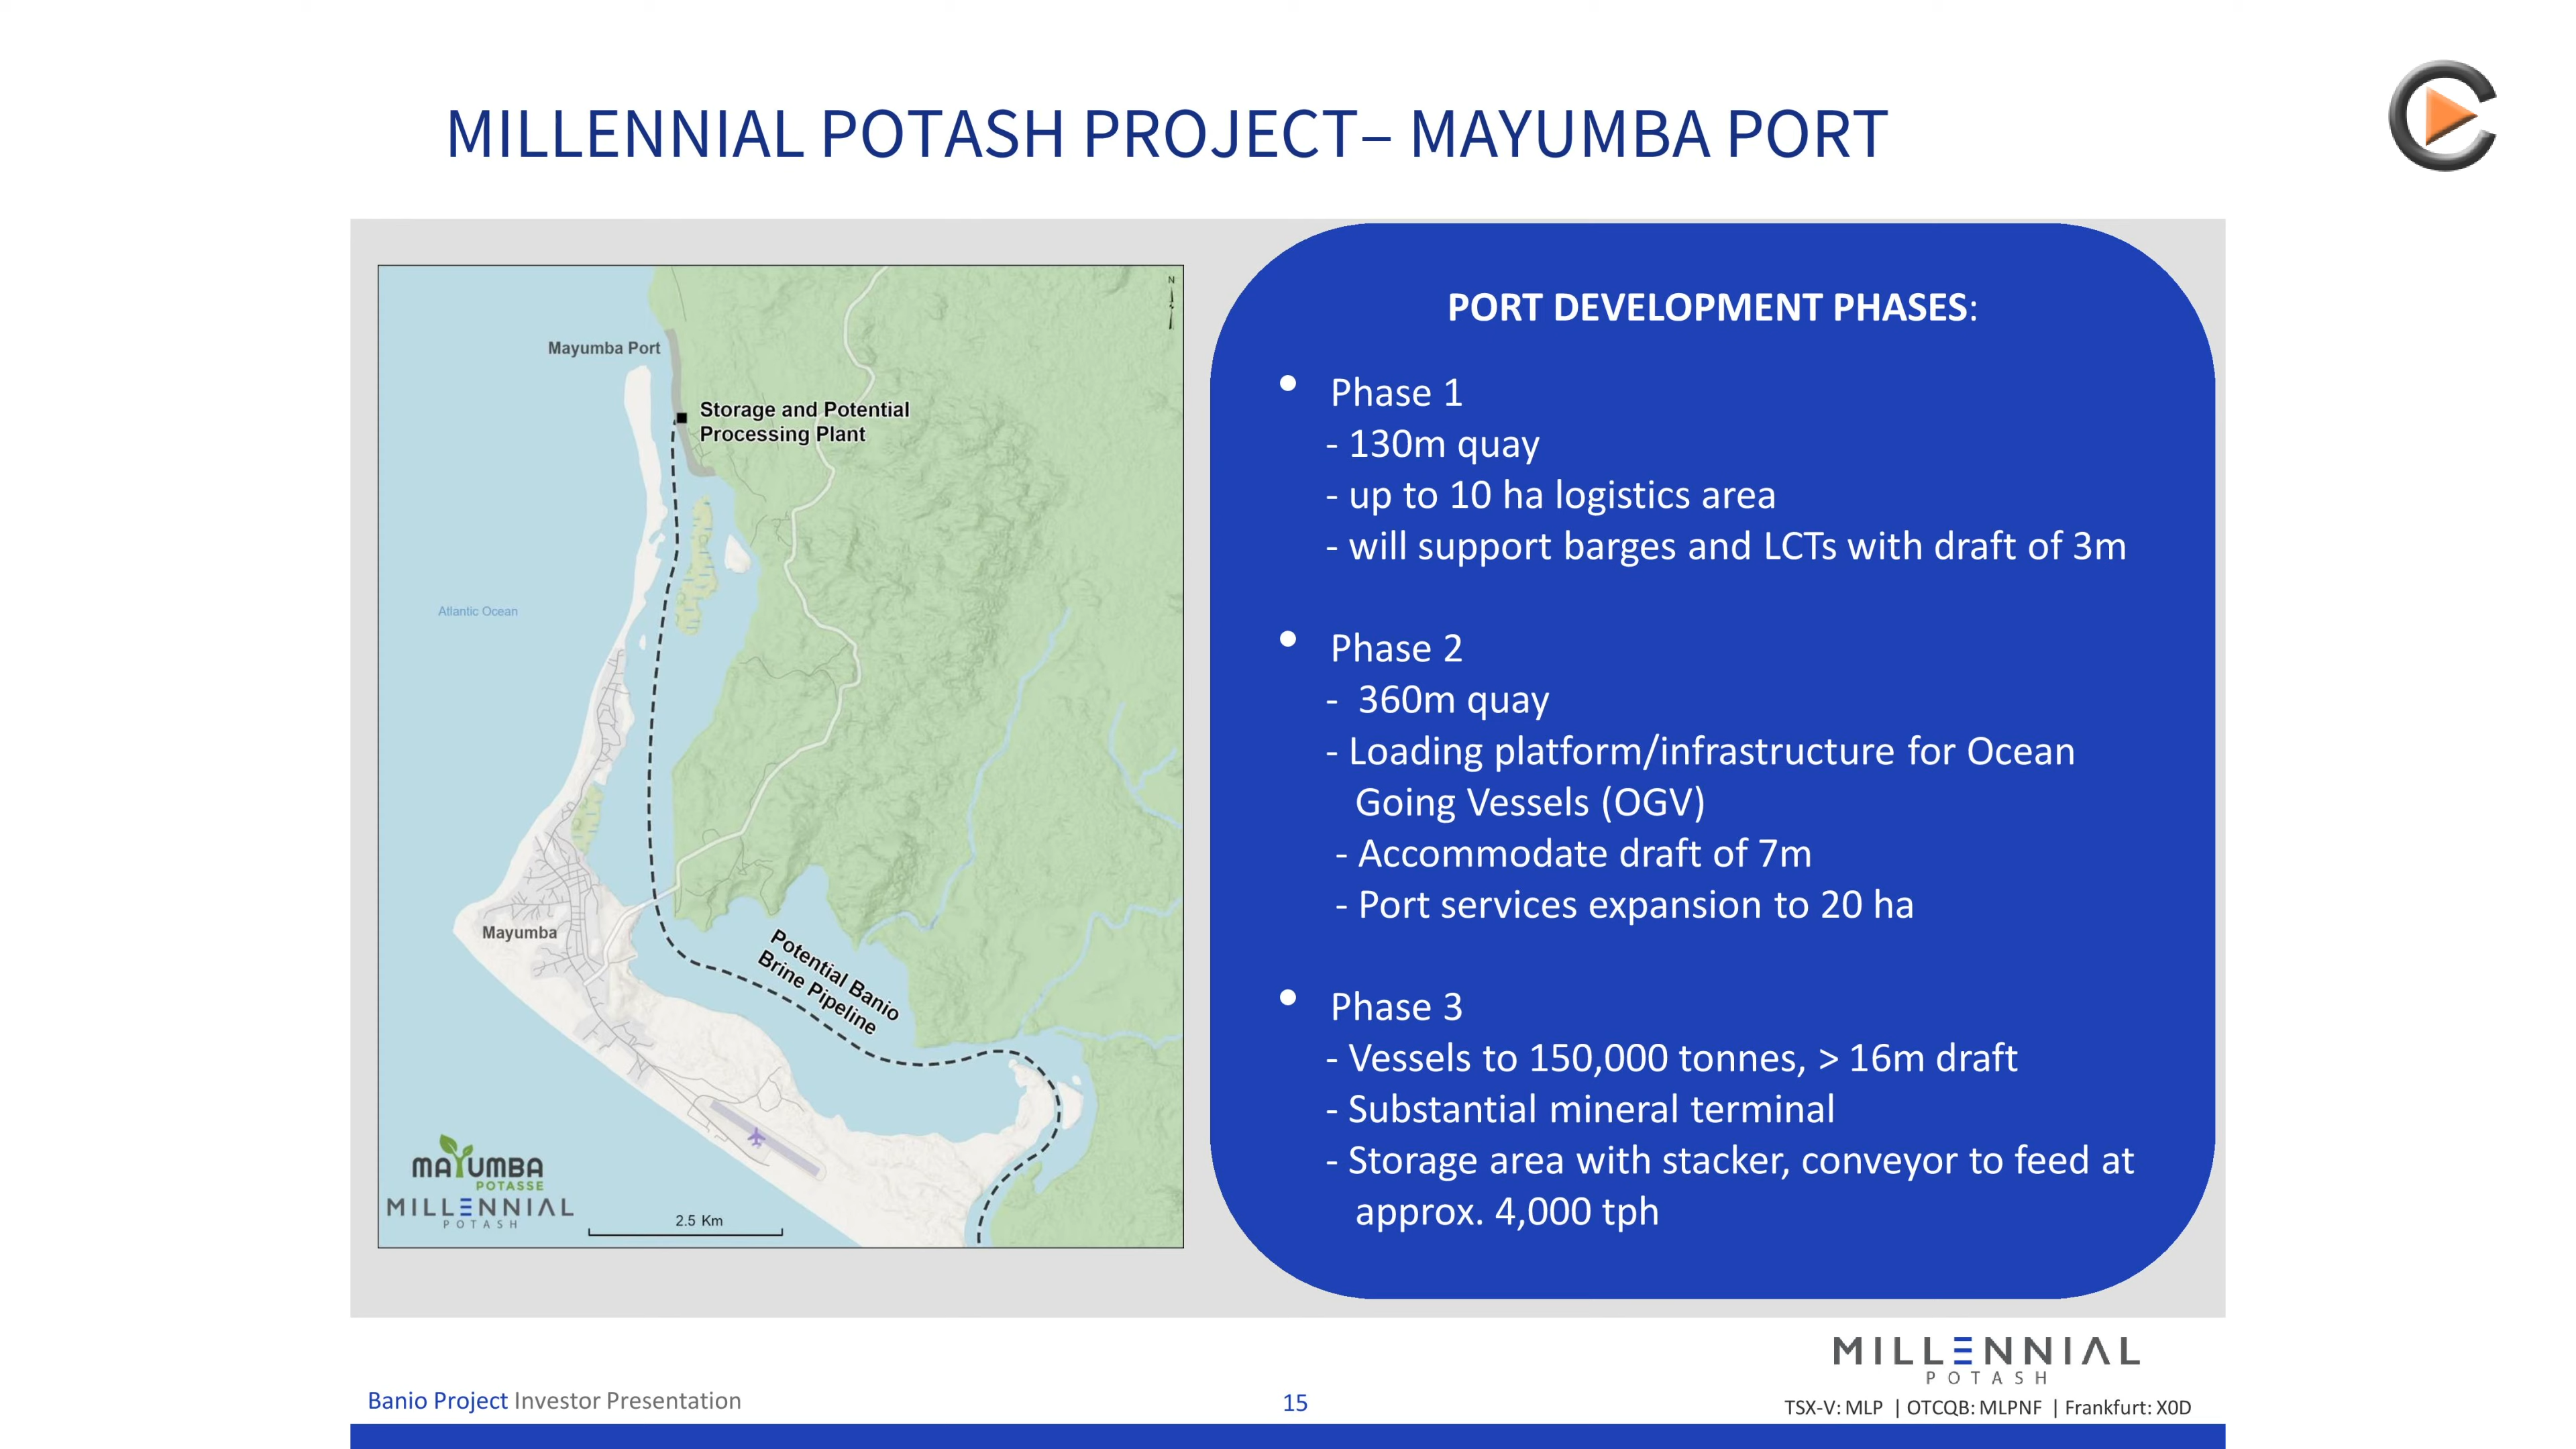 MILLENNIAL POTASH PROJECT– MAYUMBA PORT
N
Mayumba Port
Storage and Potential
Processing Plant
Atlantic Ocean
Mayumba
Potential Banio
Brine Pipeline
MAYUMBA
POTASSE
MILLENNIAL
POTASH
2.5 Km
PORT DEVELOPMENT PHASES:
• Phase 1
- 130m quay
- up to 10 ha logistics area
- will support barges and LCTs with draft of 3m
• Phase 2
- 360m quay
- Loading platform/infrastructure for Ocean
Going Vessels (OGV)
- Accommodate draft of 7m
- Port services expansion to 20 ha
• Phase 3
- Vessels to 150,000 tonnes, > 16m draft
- Substantial mineral terminal
- Storage area with stacker, conveyor to feed at
approx. 4,000 tph
MILLENNIAL
POTASH
Banio Project Investor Presentation
15
TSX-V: MLP | OTCQB: MLPNF | Frankfurt: X0D